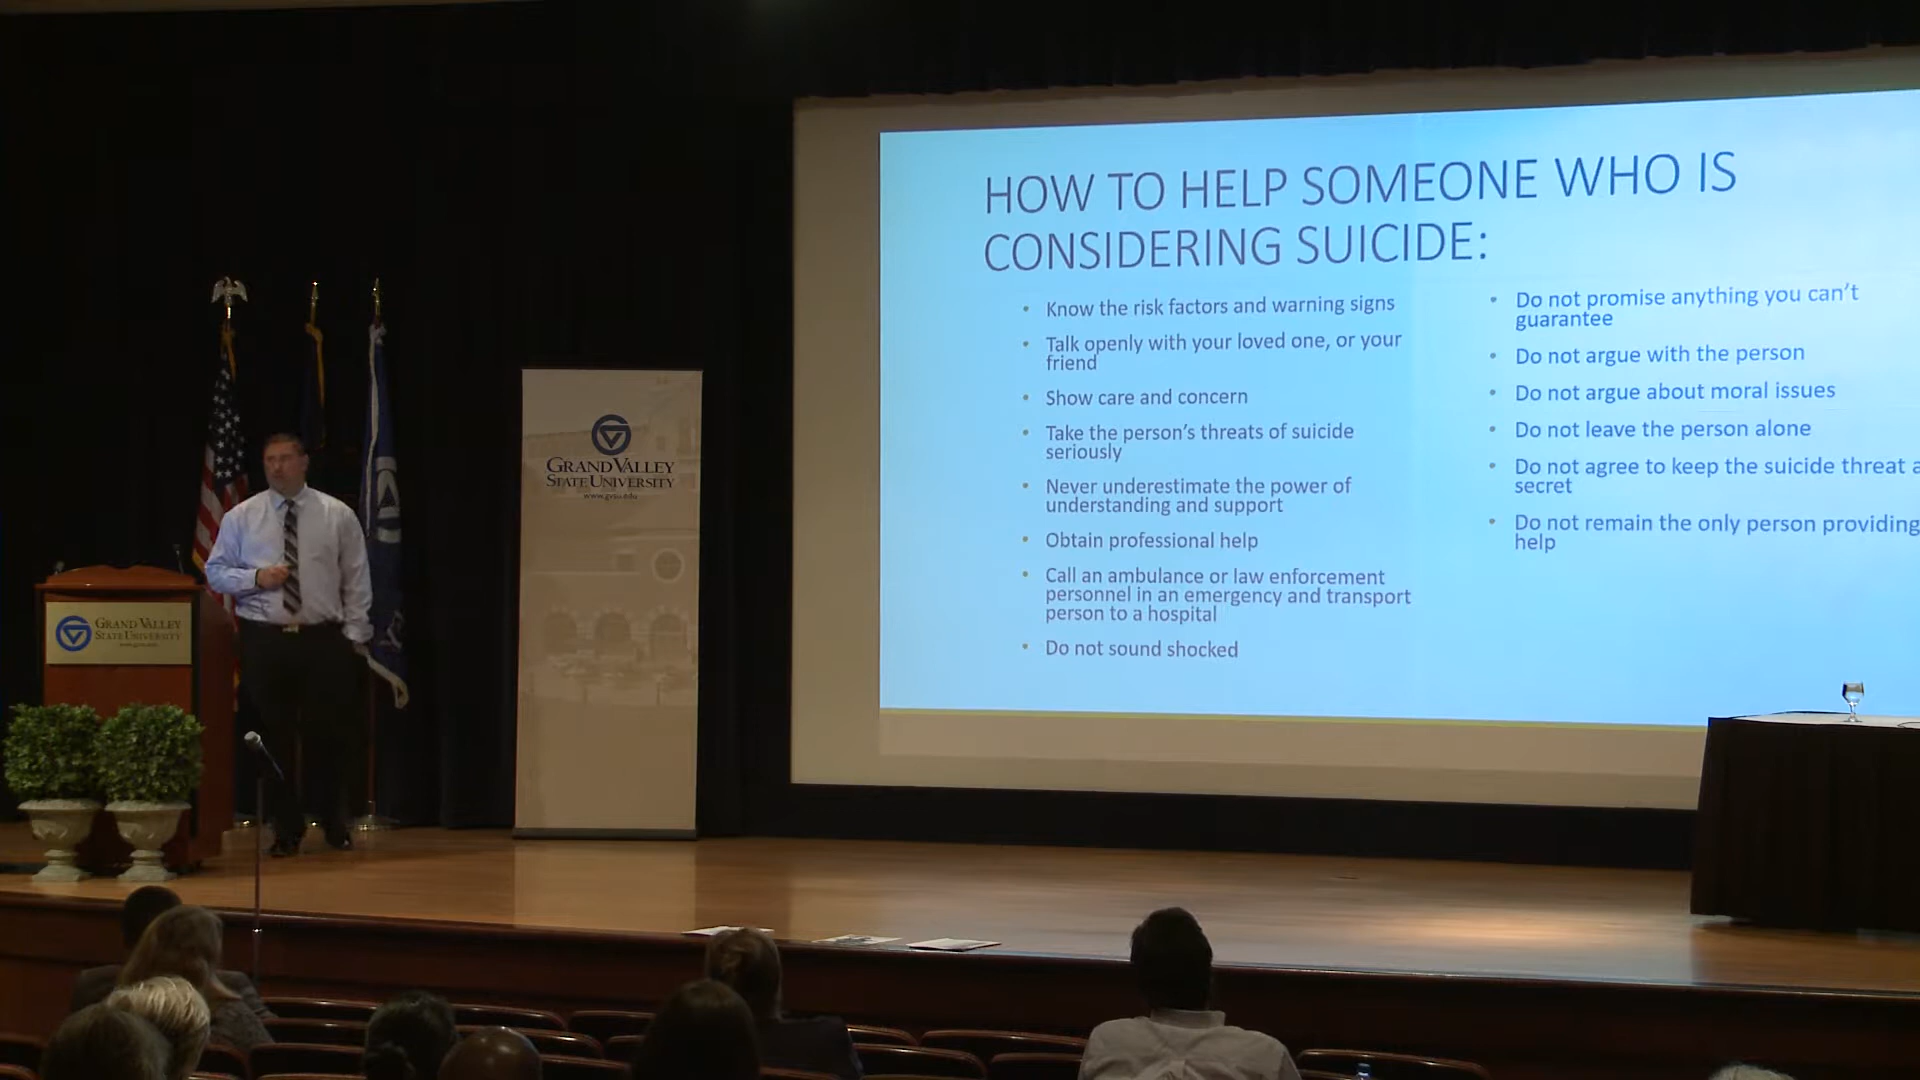 HOW TO HELP SOMEONE WHO IS
CONSIDERING SUICIDE:
• Know the risk factors and warning signs
• Talk openly with your loved one, or your
friend
• Show care and concern
• Take the person's threats of suicide
seriously
• Never underestimate the power of
understanding and support
• Obtain professional help
• Call an ambulance or law enforcement
personnel in an emergency and transport
person to a hospital
• Do not sound shocked
• Do not promise anything you can't
guarantee
• Do not argue with the person
• Do not argue about moral issues
• Do not leave the person alone
• Do not agree to keep the suicide threat a
secret
• Do not remain the only person providing
help
GRAND VALLEY
STATE UNIVERSITY
www.gvsu.edu
GRAND VALLEY
STATE UNIVERSITY